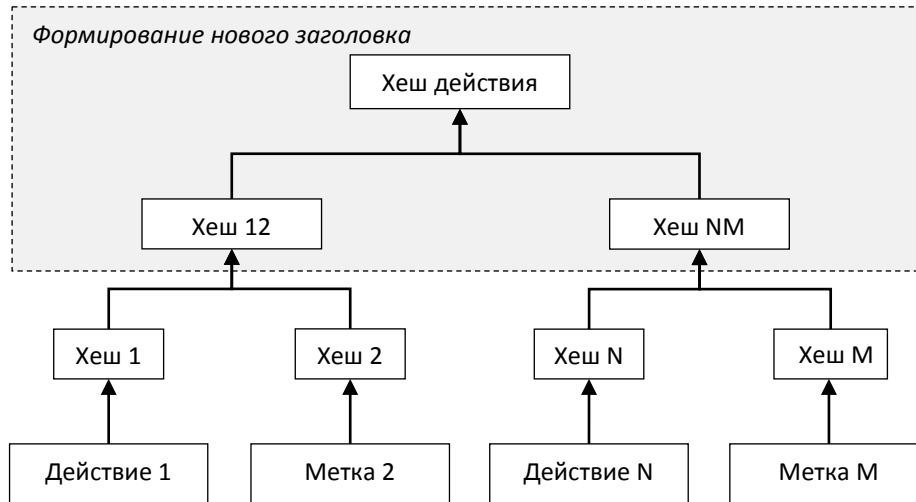 Формирование нового заголовка
Хеш действия
Хеш 12
Хеш NM
Хеш 1
Хеш 2
Хеш N
Хеш M
Действие 1
Метка 2
Действие N
Метка M